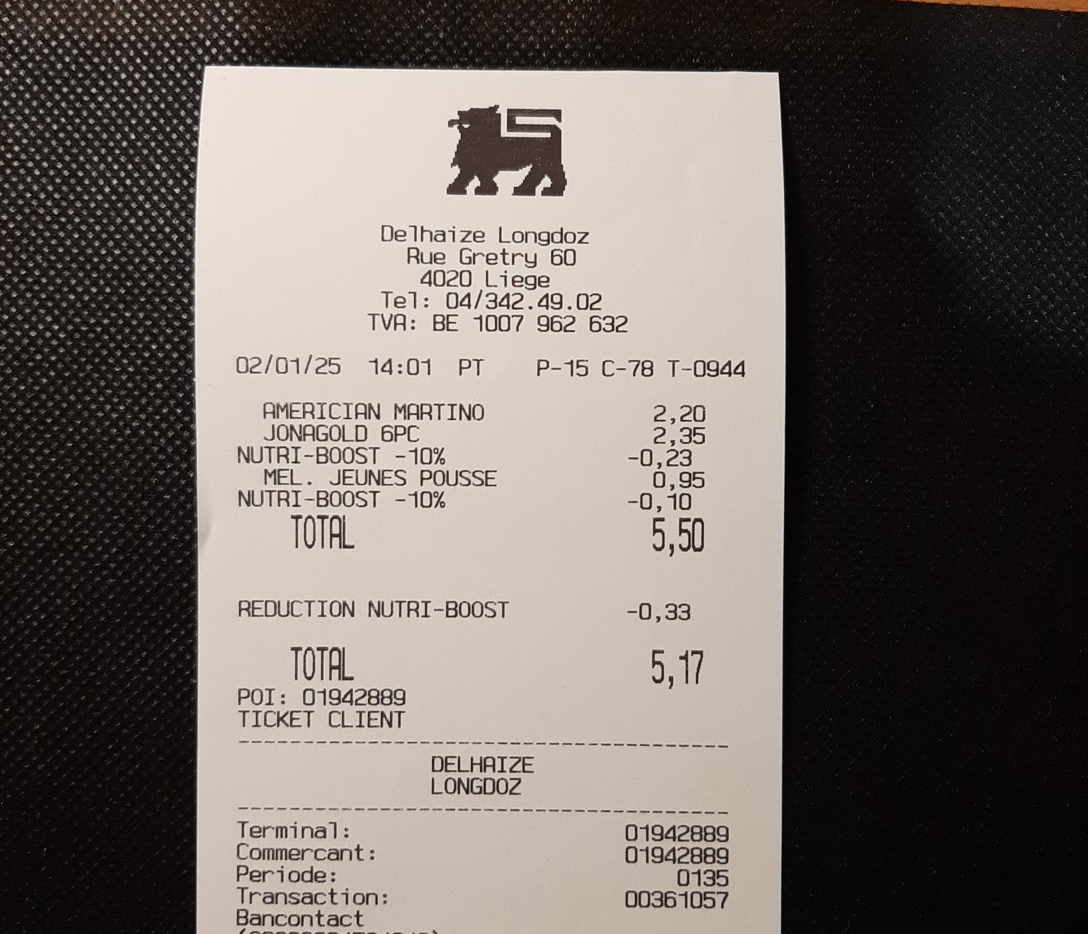 Delhaize Longdoz
Rue Gretry 60
4020 Liege
Tel: 04/342.49.02
TVA: BE 1007 962 632
02/01/25 14:01 PT P-15 C-78 T-0944
AMERICIAN MARTINO 2,20
JONAGOLD 6PC 2,35
NUTRI-BOOST -10% -0,23
MEL. JEUNES POUSSE 0,95
NUTRI-BOOST -10% -0,10
TOTAL 5,50
REDUCTION NUTRI-BOOST -0,33
TOTAL 5,17
POI: 01942889
TICKET CLIENT
DELHAIZE
LONGDOZ
Terminal: 01942889
Commercant: 01942889
Periode: 0135
Transaction: 00361057
Bancontact